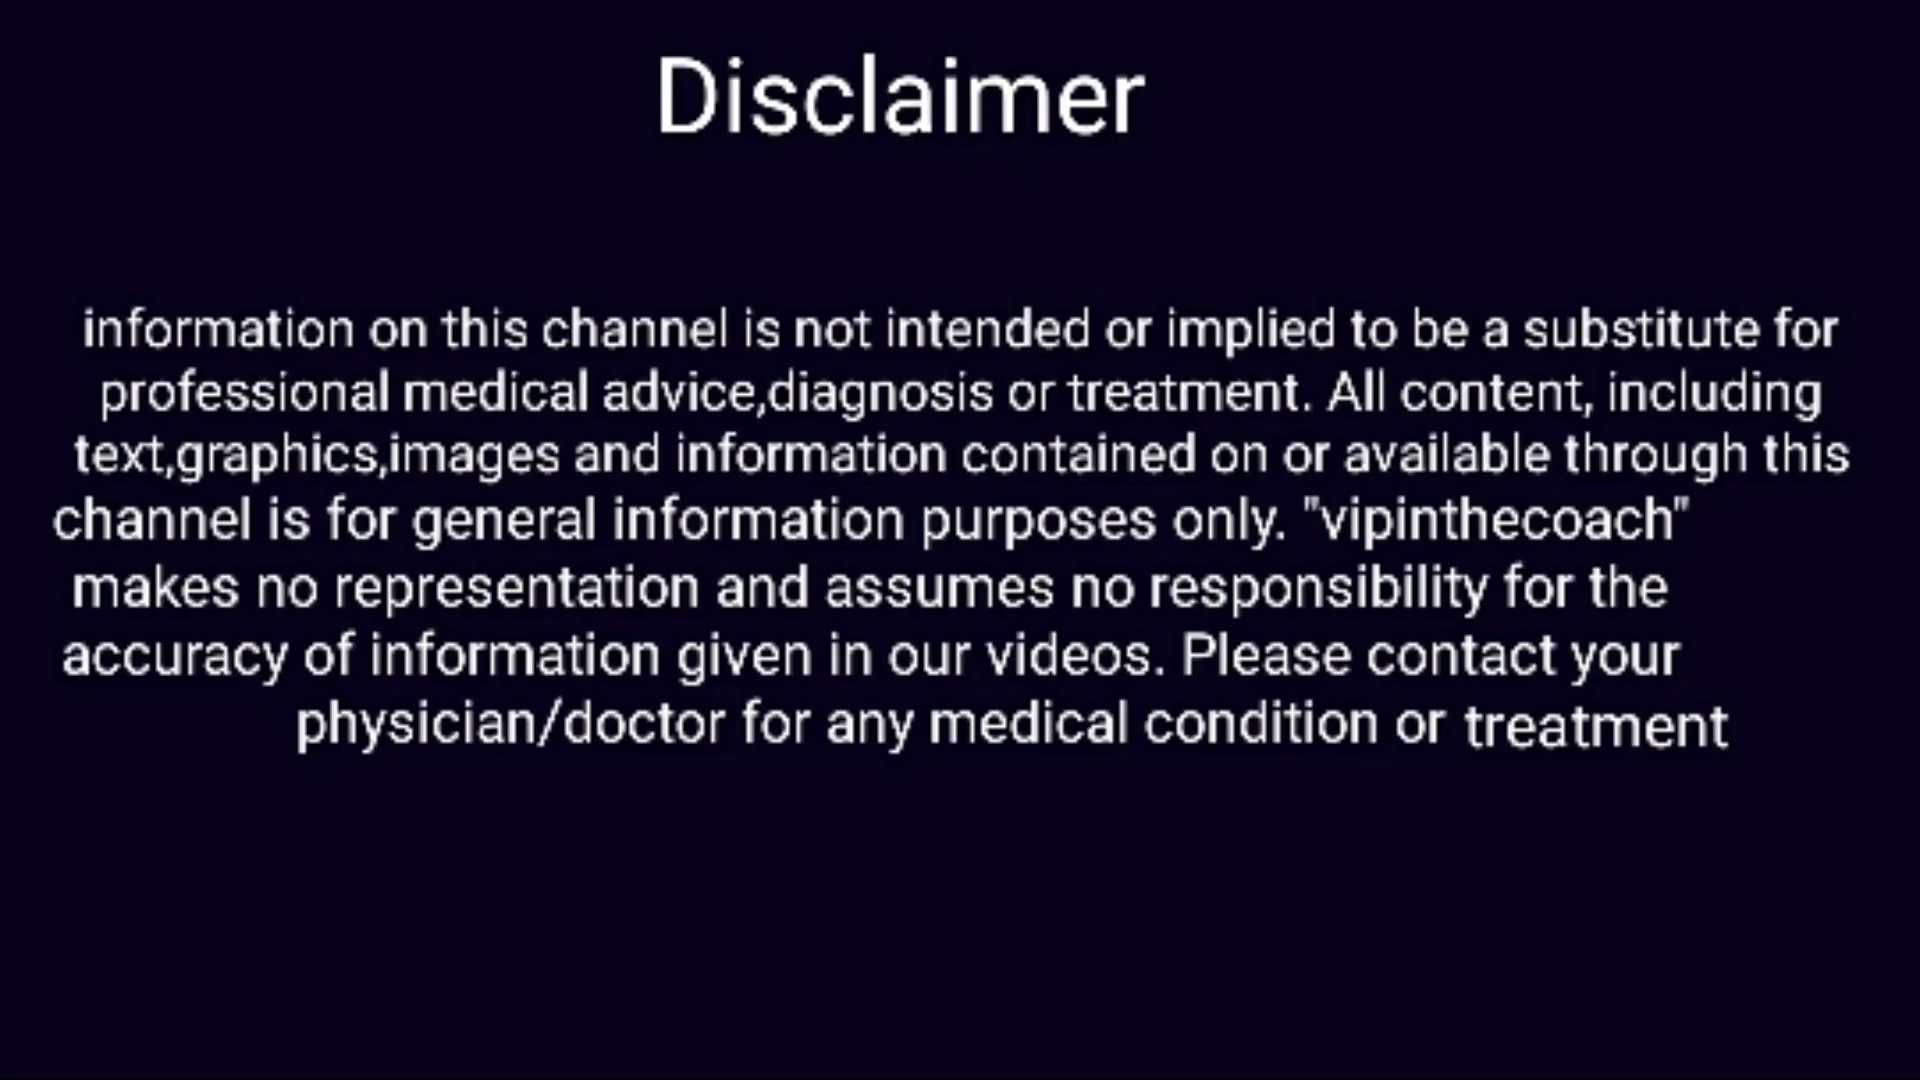 Disclaimer
information on this channel is not intended or implied to be a substitute for
professional medical advice,diagnosis or treatment. All content, including
text,graphics,images and information contained on or available through this
channel is for general information purposes only. "vipinthecoach"
makes no representation and assumes no responsibility for the
accuracy of information given in our videos. Please contact your
physician/doctor for any medical condition or treatment